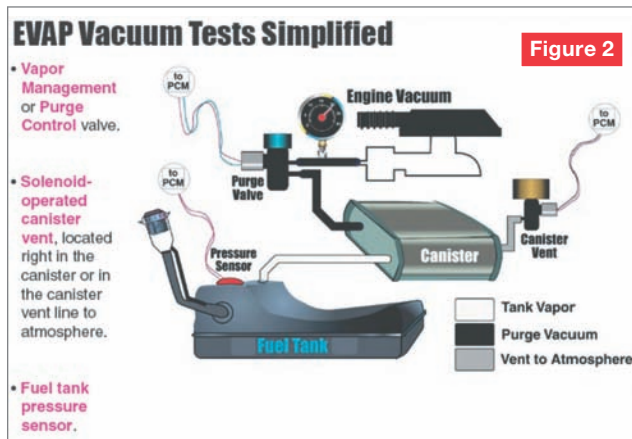 EVAP Vacuum Tests Simplified
Figure 2
• Vapor
Management
or Purge
Control valve.
• Solenoid-
operated
canister
vent, located
right in the
canister or in
the canister
vent line to
atmosphere.
• Fuel tank
pressure
sensor.
to
PCM
Engine Vacuum
to
PCM
Purge
Valve
to
PCM
Pressure
Sensor
Canister
Canister
Vent
Fuel Tank
Tank Vapor
Purge Vacuum
Vent to Atmosphere